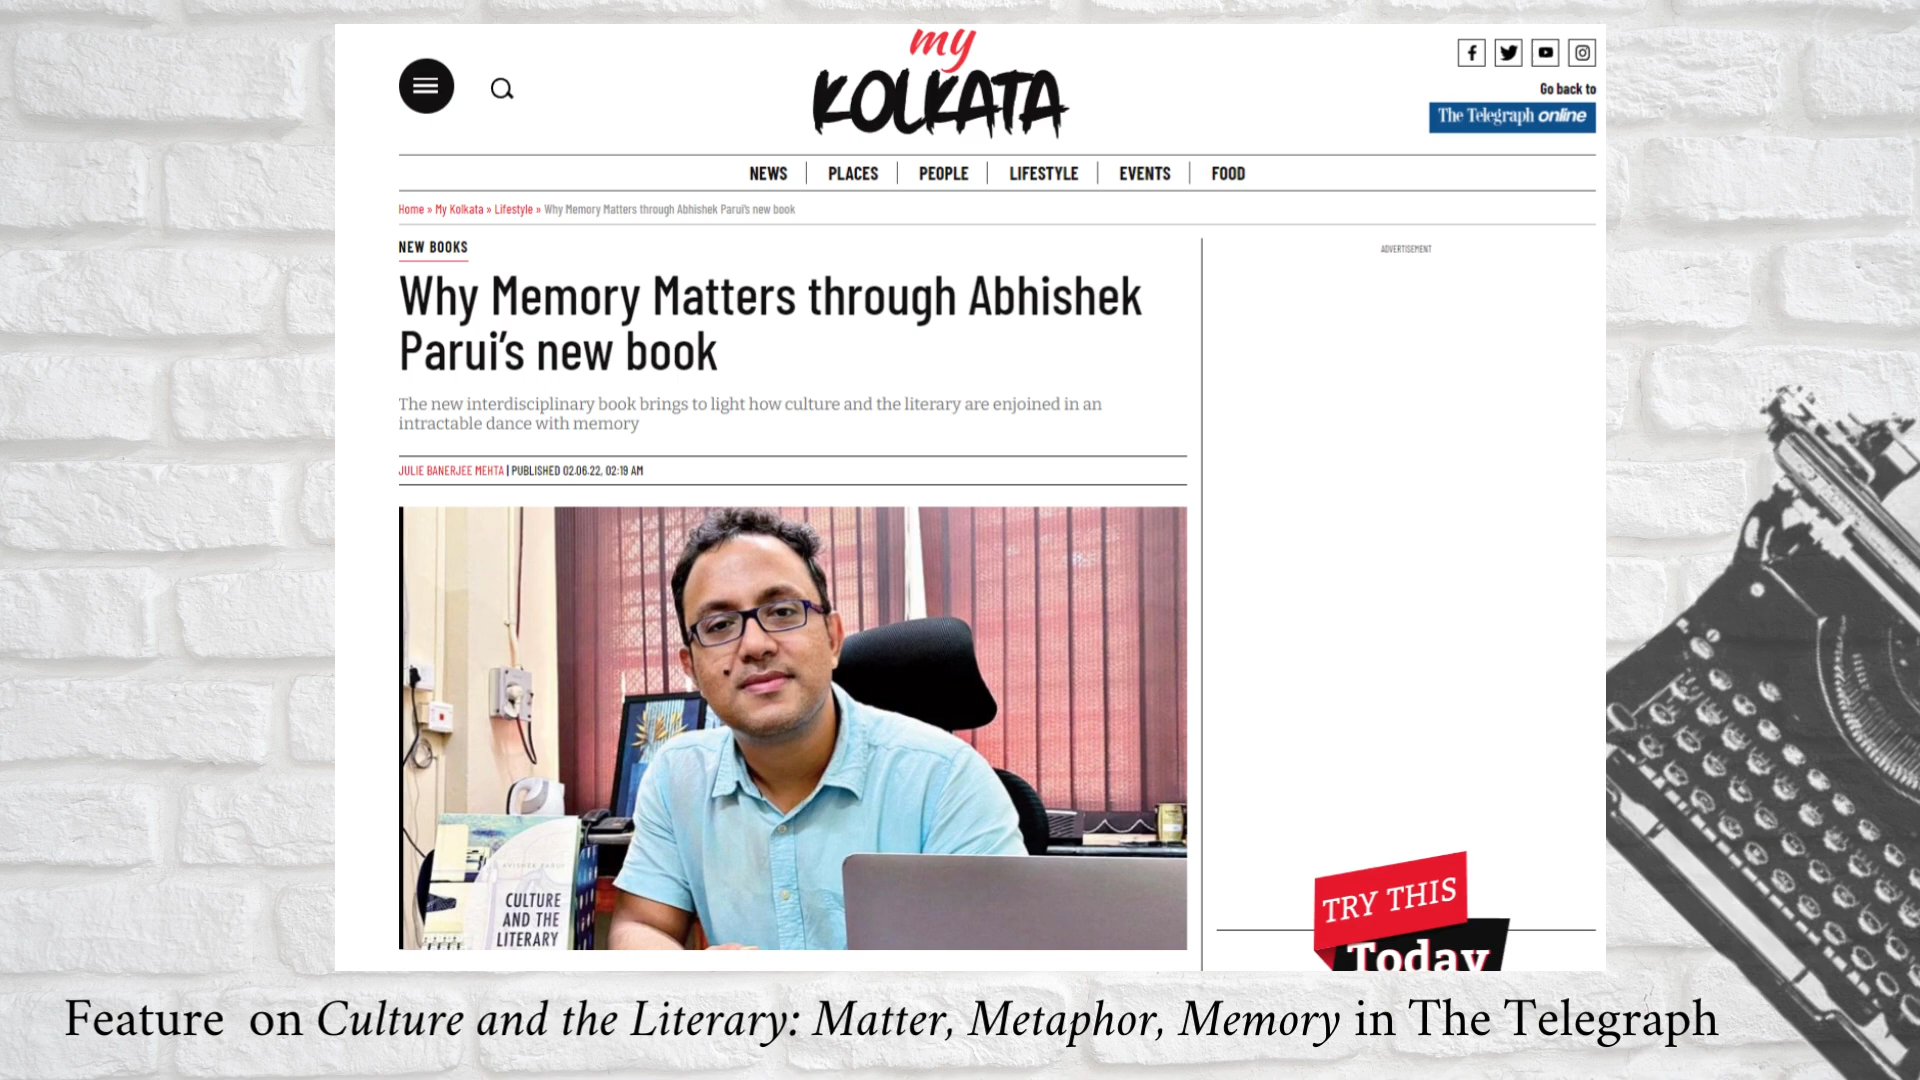 my
KOLKATA
Go back to
The Telegraph online
NEWS
PLACES
PEOPLE
LIFESTYLE
EVENTS
FOOD
Home » My Kolkata » Lifestyle » Why Memory Matters through Abhishek Parui's new book
NEW BOOKS
ADVERTISEMENT
Why Memory Matters through Abhishek
Parui’s new book
The new interdisciplinary book brings to light how culture and the literary are enjoined in an
intractable dance with memory
JULIE BANERJEE MEHTA | PUBLISHED 02.06.22, 02:19 AM
CULTURE
AND THE
LITERARY
TRY THIS
Today
Feature on Culture and the Literary: Matter, Metaphor, Memory in The Telegraph